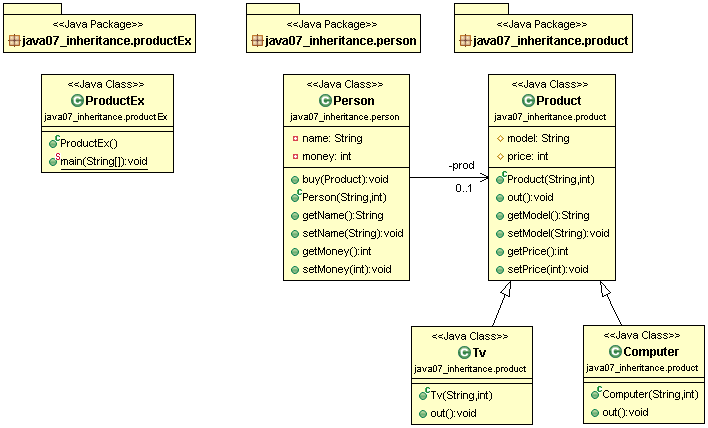 <<Java Package>>
java07_inheritance.productEx
<<Java Package>>
java07_inheritance.person
<<Java Package>>
java07_inheritance.product
<<Java Class>>
ProductEx
java07_inheritance.productEx
ProductEx()
main(String[]):void
<<Java Class>>
Person
java07_inheritance.person
name: String
money: int
buy(Product):void
Person(String,int)
getName():String
setName(String):void
getMoney():int
setMoney(int):void
-prod
0..1
<<Java Class>>
Product
java07_inheritance.product
model: String
price: int
Product(String,int)
out():void
getModel():String
setModel(String):void
getPrice():int
setPrice(int):void
<<Java Class>>
Tv
java07_inheritance.product
Tv(String,int)
out():void
<<Java Class>>
Computer
java07_inheritance.product
Computer(String,int)
out():void